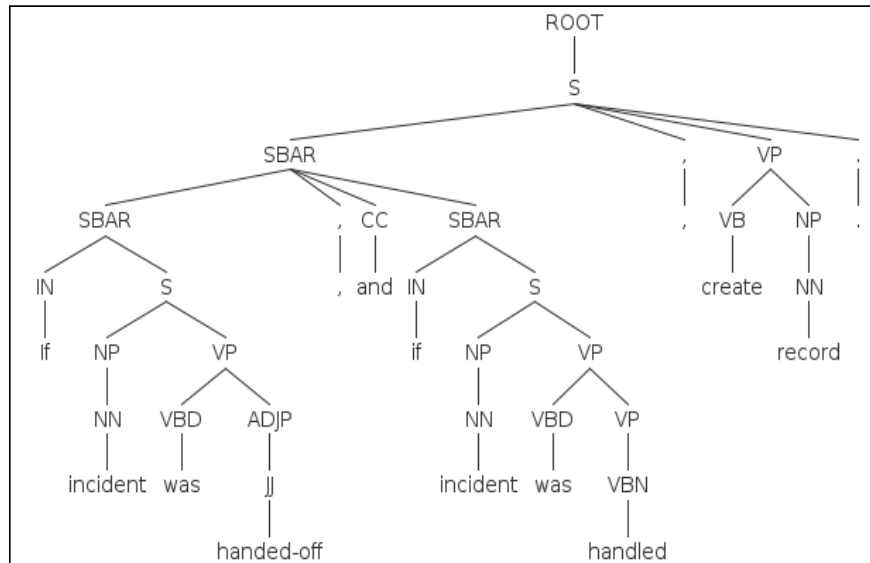 ROOT
S
SBAR , VP .
SBAR , CC SBAR , VB NP .
IN S , and IN S create NN
If NP VP if NP VP record
NN VBD ADJP NN VBD VP
incident was JJ incident was VBN
handed-off handled